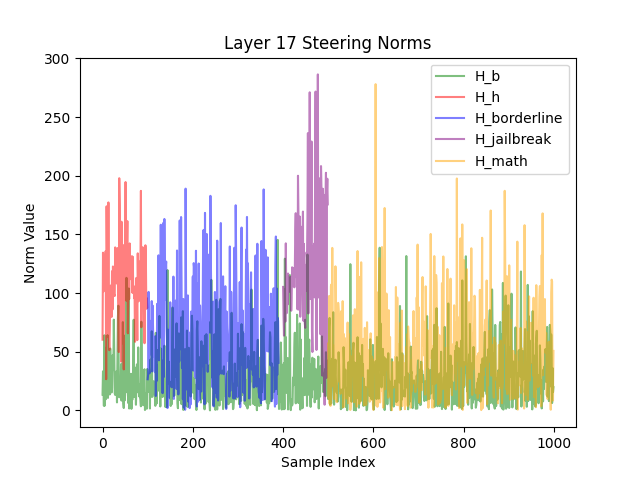 Layer 17 Steering Norms
300
250
200
150
100
50
0
Norm Value
H_b
H_h
H_borderline
H_jailbreak
H_math
0 200 400 600 800 1000
Sample Index